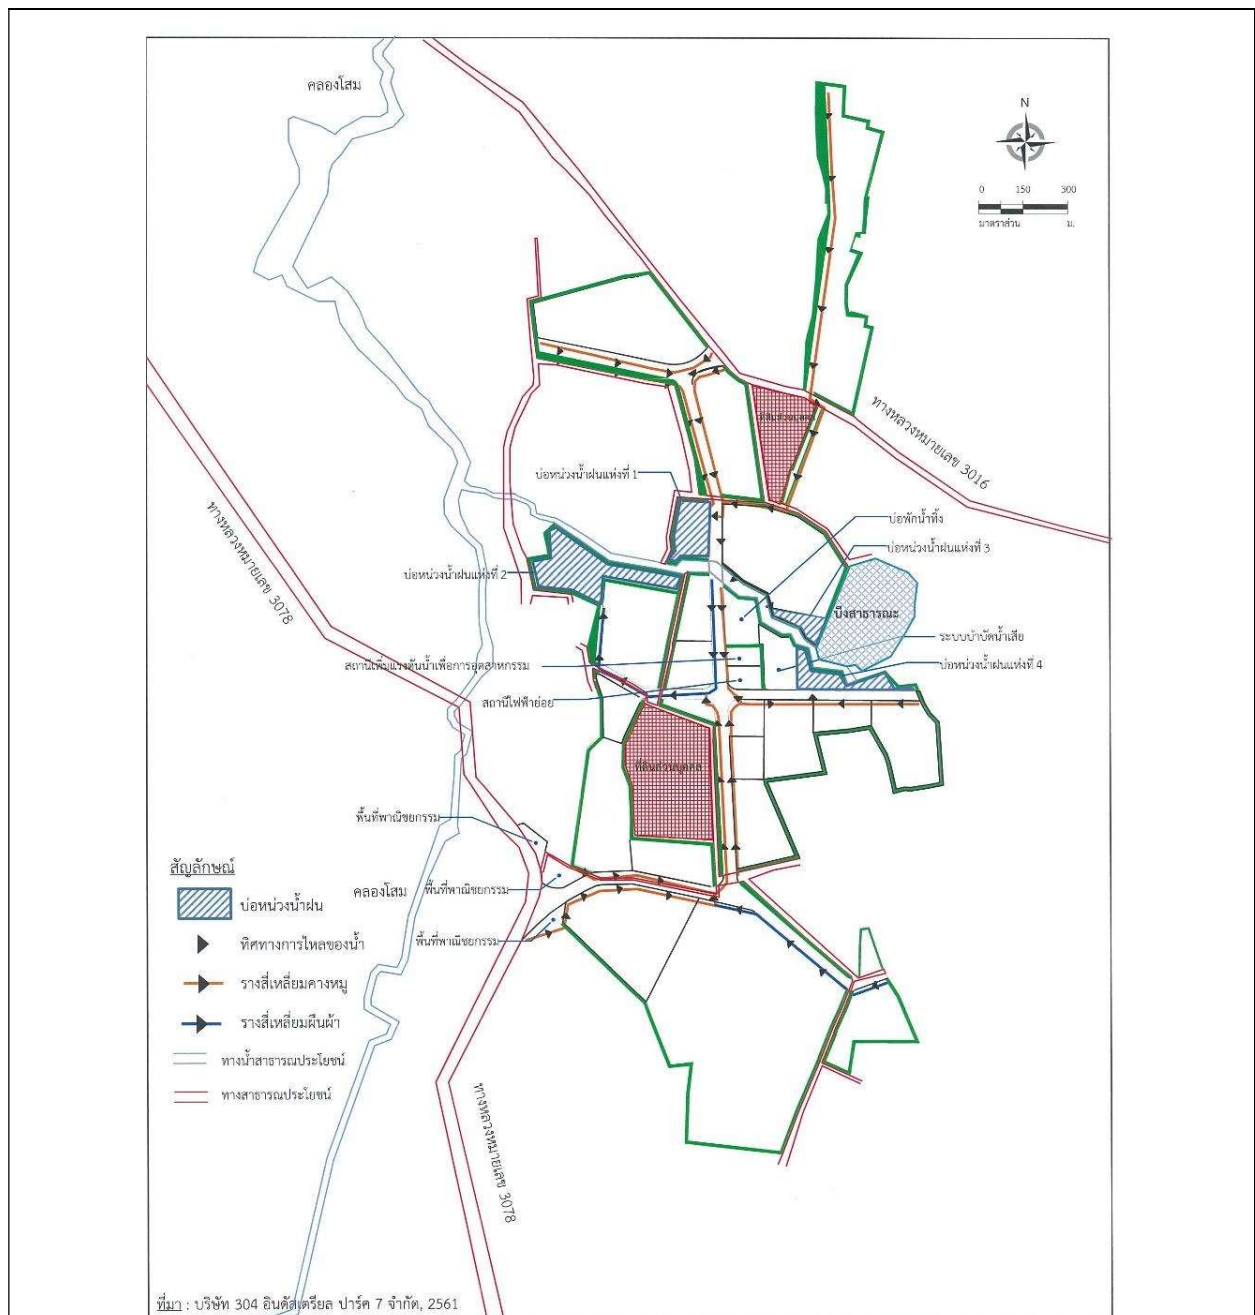 คลองโสม
N
0 150 300
มาตราส่วน ม.
ทางหลวงหมายเลข 3016
ที่ดินส่วนบุคคล
บ่อหน่วงน้ำฝนแห่งที่ 1
บ่อพักน้ำทิ้ง
บ่อหน่วงน้ำฝนแห่งที่ 3
บ่อหน่วงน้ำฝนแห่งที่ 2
ทางหลวงหมายเลข 3078
บึงสาธารณะ
ระบบบำบัดน้ำเสีย
สถานีเพิ่มแรงดันน้ำเพื่อการอุตสาหกรรม
บ่อหน่วงน้ำฝนแห่งที่ 4
สถานีไฟฟ้าย่อย
ที่ดินส่วนบุคคล
พื้นที่พาณิชยกรรม
พื้นที่พาณิชยกรรม
พื้นที่พาณิชยกรรม
คลองโสม
สัญลักษณ์
บ่อหน่วงน้ำฝน
ทิศทางการไหลของน้ำ
รางสี่เหลี่ยมคางหมู
รางสี่เหลี่ยมผืนผ้า
ทางน้ำสาธารณประโยชน์
ทางสาธารณประโยชน์
ทางหลวงหมายเลข 3078
ที่มา : บริษัท 304 อินดัสเตรียล ปาร์ค 7 จำกัด, 2561